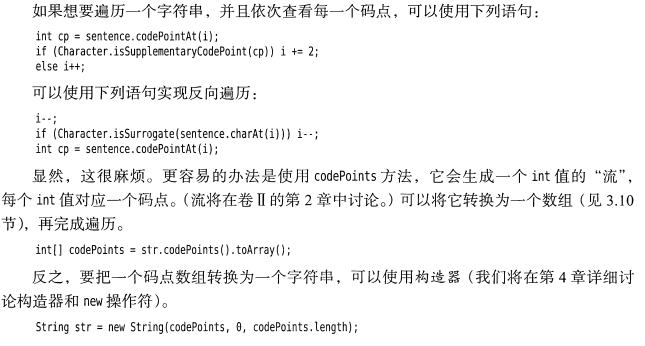 如果想要遍历一个字符串，并且依次查看每一个码点，可以使用下列语句：
int cp = sentence.codePointAt(i);
if (Character.isSupplementaryCodePoint(cp)) i += 2;
else i++;
可以使用下列语句实现反向遍历：
i--;
if (Character.isSurrogate(sentence.charAt(i))) i--;
int cp = sentence.codePointAt(i);
显然，这很麻烦。更容易的办法是使用 codePoints 方法，它会生成一个 int 值的“流”，
每个 int 值对应一个码点。（流将在卷Ⅱ的第 2 章中讨论。）可以将它转换为一个数组（见 3.10
节），再完成遍历。
int[] codePoints = str.codePoints().toArray();
反之，要把一个码点数组转换为一个字符串，可以使用构造器（我们将在第 4 章详细讨
论构造器和 new 操作符）。
String str = new String(codePoints, 0, codePoints.length);